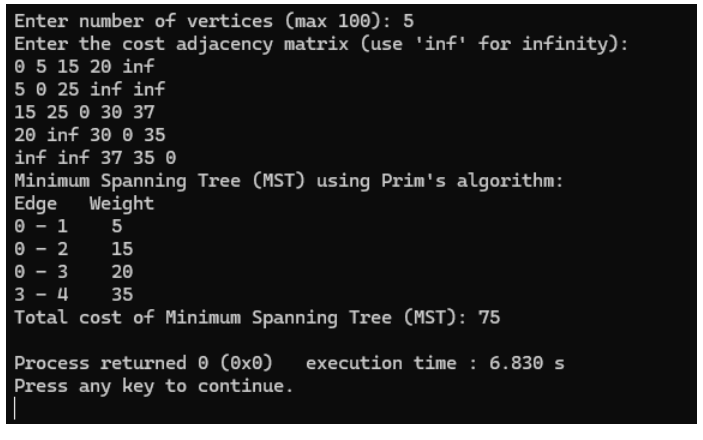 Enter number of vertices (max 100): 5
Enter the cost adjacency matrix (use 'inf' for infinity):
0 5 15 20 inf
5 0 25 inf inf
15 25 0 30 37
20 inf 30 0 35
inf inf 37 35 0
Minimum Spanning Tree (MST) using Prim's algorithm:
Edge   Weight
0 - 1    5
0 - 2    15
0 - 3    20
3 - 4    35
Total cost of Minimum Spanning Tree (MST): 75

Process returned 0 (0x0)   execution time : 6.830 s
Press any key to continue.